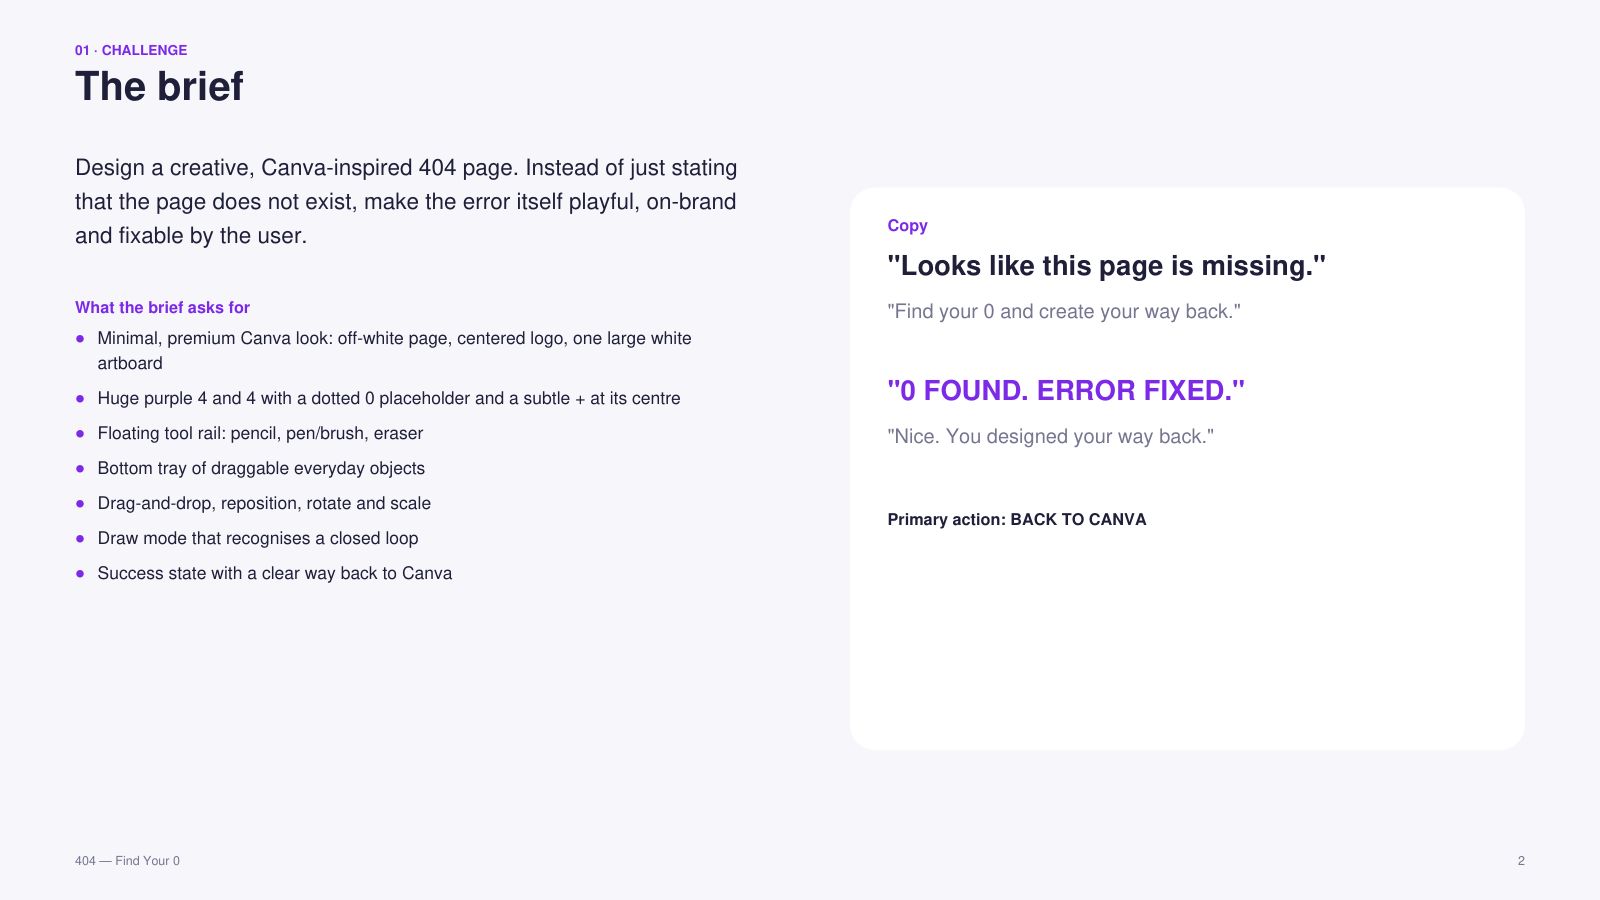 01 · CHALLENGE
The brief
Design a creative, Canva-inspired 404 page. Instead of just stating
that the page does not exist, make the error itself playful, on-brand
and fixable by the user.
What the brief asks for
● Minimal, premium Canva look: off-white page, centered logo, one large white
artboard
● Huge purple 4 and 4 with a dotted 0 placeholder and a subtle + at its centre
● Floating tool rail: pencil, pen/brush, eraser
● Bottom tray of draggable everyday objects
● Drag-and-drop, reposition, rotate and scale
● Draw mode that recognises a closed loop
● Success state with a clear way back to Canva
Copy
"Looks like this page is missing."
"Find your 0 and create your way back."
"0 FOUND. ERROR FIXED."
"Nice. You designed your way back."
Primary action: BACK TO CANVA
404 — Find Your 0
2